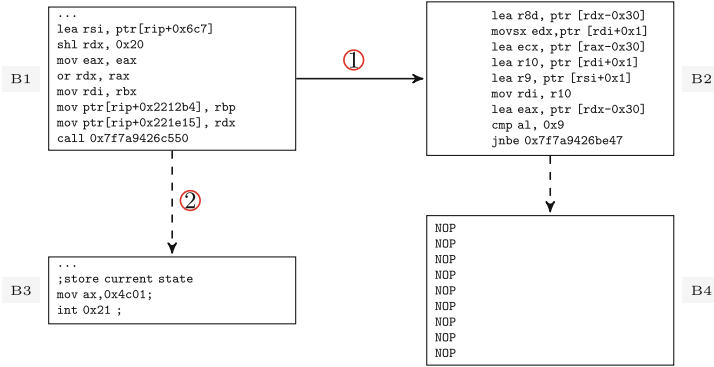 B1
...
lea rsi, ptr[rip+0x6c7]
shl rdx, 0x20
mov eax, eax
or rdx, rax
mov rdi, rbx
mov ptr[rip+0x2212b4], rbp
mov ptr[rip+0x221e15], rdx
call 0x7f7a9426c550
1
B2
lea r8d, ptr [rdx-0x30]
movsx edx,ptr [rdi+0x1]
lea ecx, ptr [rax-0x30]
lea r10, ptr [rdi+0x1]
lea r9, ptr [rsi+0x1]
mov rdi, r10
lea eax, ptr [rdx-0x30]
cmp al, 0x9
jnbe 0x7f7a9426be47
2
B3
...
;store current state
mov ax,0x4c01;
int 0x21 ;
B4
NOP
NOP
NOP
NOP
NOP
NOP
NOP
NOP
NOP